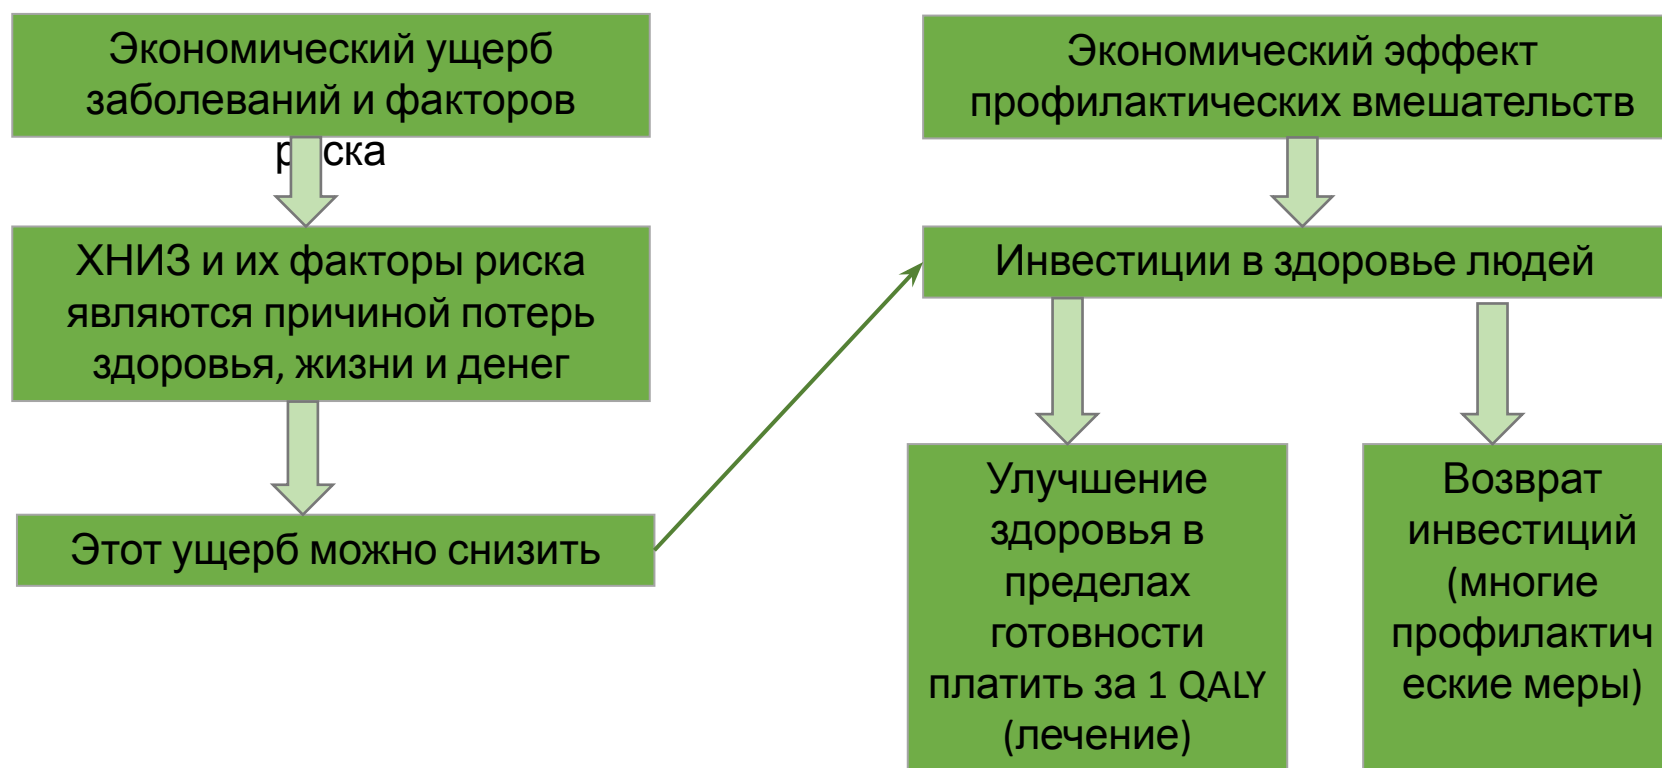 Экономический ущерб
заболеваний и факторов
риска
ХНИЗ и их факторы риска
являются причиной потерь
здоровья, жизни и денег
Этот ущерб можно снизить
Экономический эффект
профилактических вмешательств
Инвестиции в здоровье людей
Улучшение
здоровья в
пределах
готовности
платить за 1 QALY
(лечение)
Возврат
инвестиций
(многие
профилактич
еские меры)